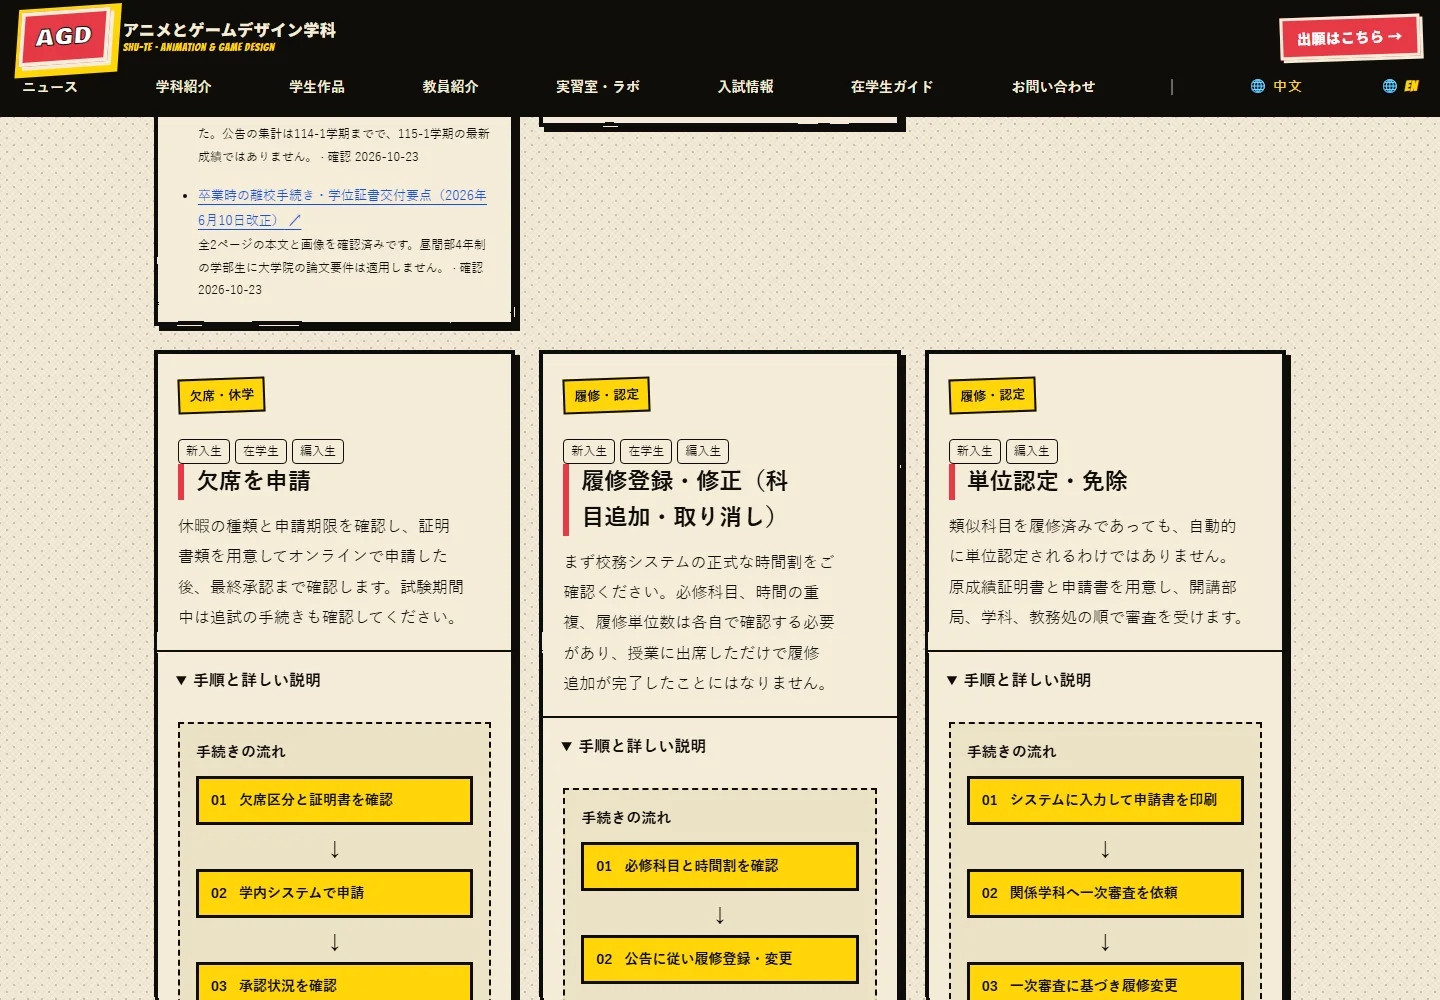 AGD
アニメとゲームデザイン学科
SHU-TE · ANIMATION & GAME DESIGN
出願はこちら →
ニュース
学科紹介
学生作品
教員紹介
実習室・ラボ
入試情報
在学生ガイド
お問い合わせ
中文
EN
た。公告の集計は114-1学期までで、115-1学期の最新
成績ではありません。 · 確認 2026-10-23
卒業時の離校手続き・学位証書交付要点（2026年
6月10日改正） ↗
全2ページの本文と画像を確認済みです。昼間部4年制
の学部生に大学院の論文要件は適用しません。 · 確認
2026-10-23
欠席・休学
新入生 在学生 編入生
欠席を申請
休暇の種類と申請期限を確認し、証明
書類を用意してオンラインで申請した
後、最終承認まで確認します。試験期間
中は追試の手続きも確認してください。
▼ 手順と詳しい説明
手続きの流れ
01 欠席区分と証明書を確認
↓
02 学内システムで申請
↓
03 承認状況を確認
履修・認定
新入生 在学生 編入生
履修登録・修正（科
目追加・取り消し）
まず校務システムの正式な時間割をご
確認ください。必修科目、時間の重
複、履修単位数は各自で確認する必要
があり、授業に出席しただけで履修
追加が完了したことにはなりません。
▼ 手順と詳しい説明
手続きの流れ
01 必修科目と時間割を確認
↓
02 公告に従い履修登録・変更
履修・認定
新入生 編入生
単位認定・免除
類似科目を履修済みであっても、自動的
に単位認定されるわけではありません。
原成績証明書と申請書を用意し、開講部
局、学科、教務処の順で審査を受けます。
▼ 手順と詳しい説明
手続きの流れ
01 システムに入力して申請書を印刷
↓
02 関係学科へ一次審査を依頼
↓
03 一次審査に基づき履修変更